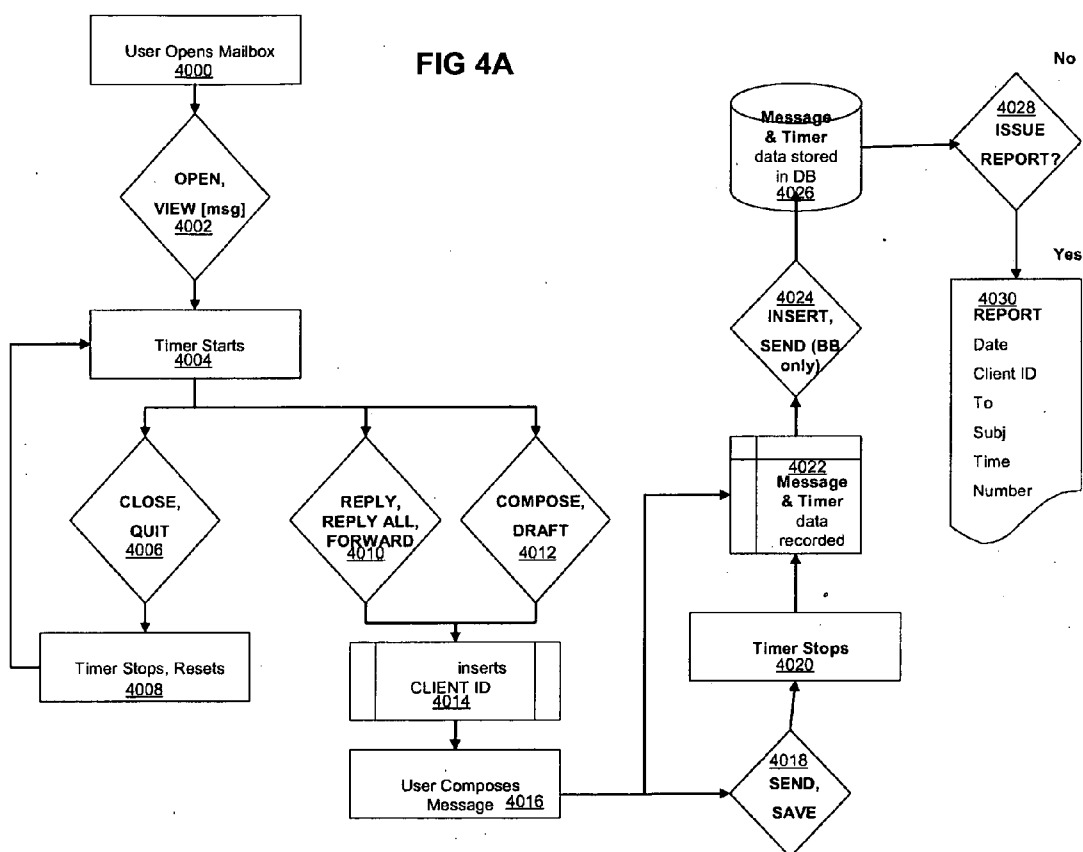 User Opens Mailbox
4000
FIG 4A
OPEN,
VIEW [msg]
4002
Timer Starts
4004
CLOSE,
QUIT
4006
REPLY,
REPLY ALL,
FORWARD
4010
COMPOSE,
DRAFT
4012
Timer Stops, Resets
4008
inserts
CLIENT ID
4014
User Composes
Message 4016
4018
SEND,
SAVE
Timer Stops
4020
4022
Message
& Timer
data
recorded
4024
INSERT,
SEND (BB
only)
Message
& Timer
data stored
in DB
4026
No
4028
ISSUE
REPORT?
Yes
4030
REPORT
Date
Client ID
To
Subj
Time
Number